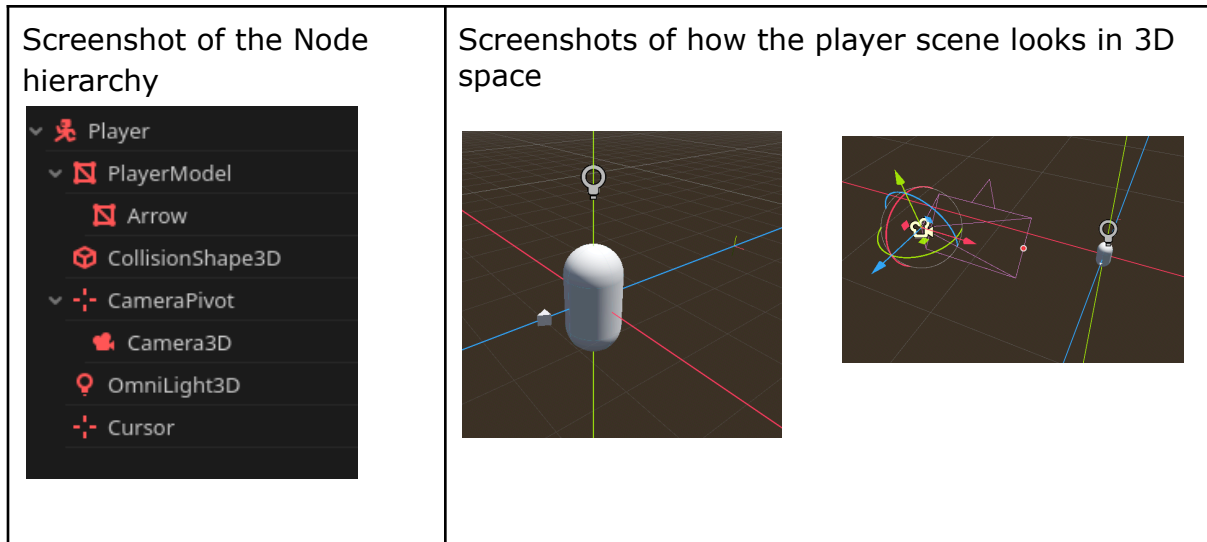 Screenshot of the Node
hierarchy
Player
PlayerModel
Arrow
CollisionShape3D
CameraPivot
Camera3D
OmniLight3D
Cursor
Screenshots of how the player scene looks in 3D
space